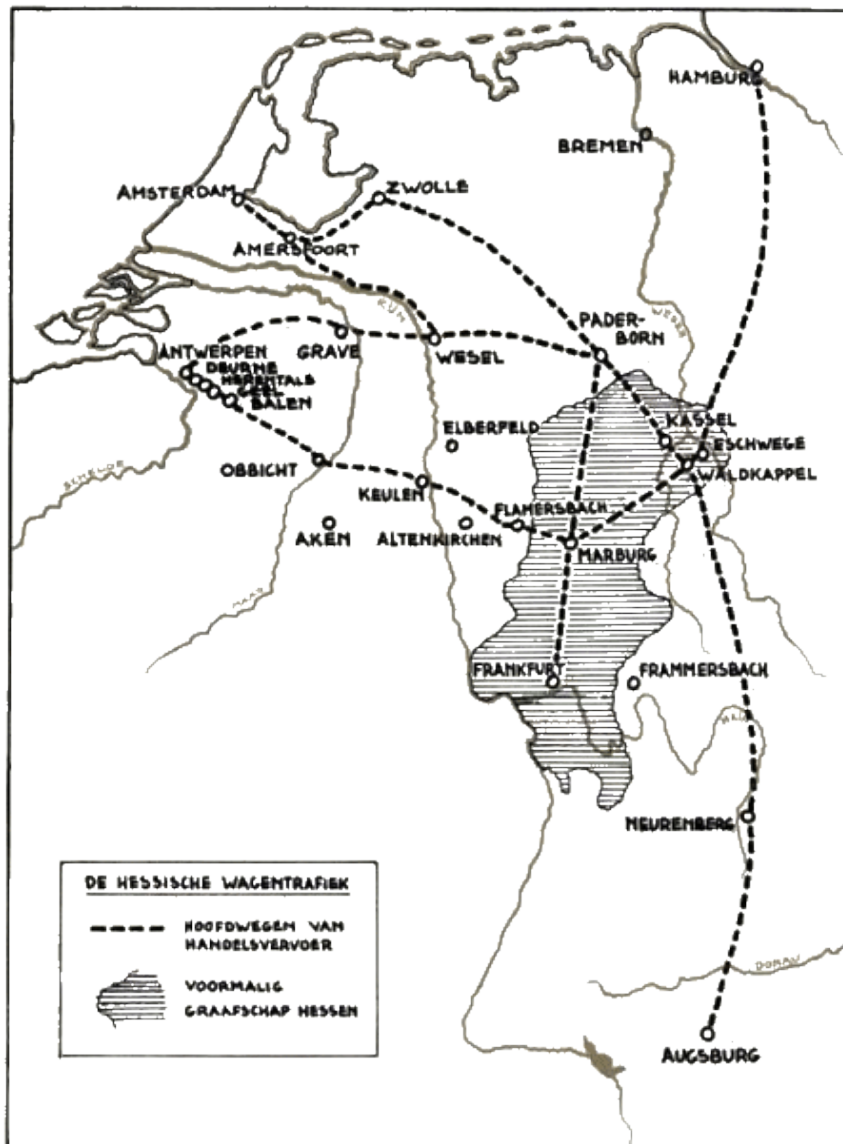 HAMBURG
BREMEN
AMSTERDAM
ZWOLLE
AMERSFOORT
RIJN
WESER
PADER-
BORN
ANTWERPEN
GRAVE
WESEL
DEURNE
HERENTALS
GEEL
BALEN
KASSEL
ELBERFELD
ESCHWEGE
OBBICHT
WALDKAPPEL
SCHELDE
KEULEN
FLAMERSBACH
AKEN
ALTENKIRCHEN
MARBURG
MAAS
FRANKFURT
FRAMMERSBACH
MAIN
NEURENBERG
DE HESSISCHE WAGENTRAFIEK
HOOFDWEGEN VAN
HANDELSVERVOER
VOORMALIG
GRAAFSCHAP HESSEN
DONAU
AUGSBURG